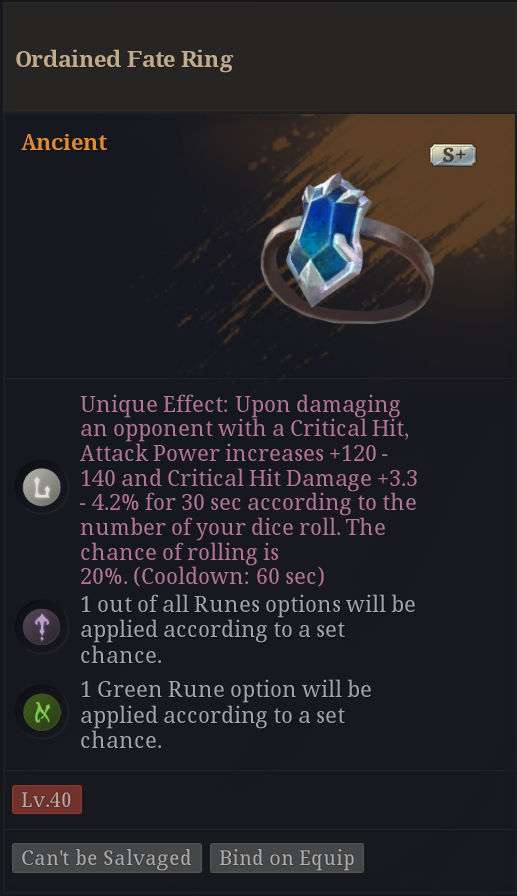 Ordained Fate Ring
Ancient
S+
Unique Effect: Upon damaging
an opponent with a Critical Hit,
Attack Power increases +120 -
140 and Critical Hit Damage +3.3
- 4.2% for 30 sec according to the
number of your dice roll. The
chance of rolling is
20%. (Cooldown: 60 sec)
1 out of all Runes options will be
applied according to a set
chance.
1 Green Rune option will be
applied according to a set
chance.
Lv.40
Can't be Salvaged
Bind on Equip